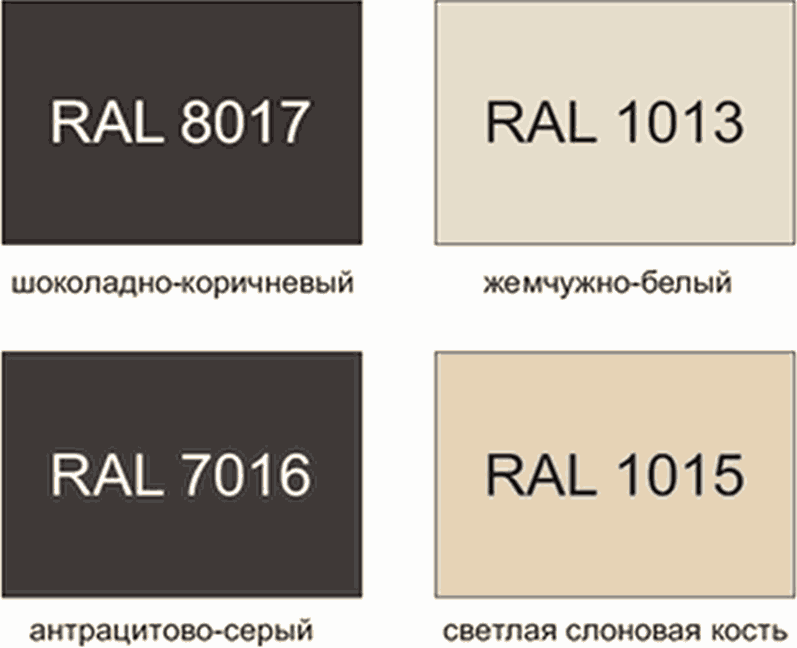 RAL 8017
RAL 1013
шоколадно-коричневый
жемчужно-белый
RAL 7016
RAL 1015
антрацитово-серый
светлая слоновая кость